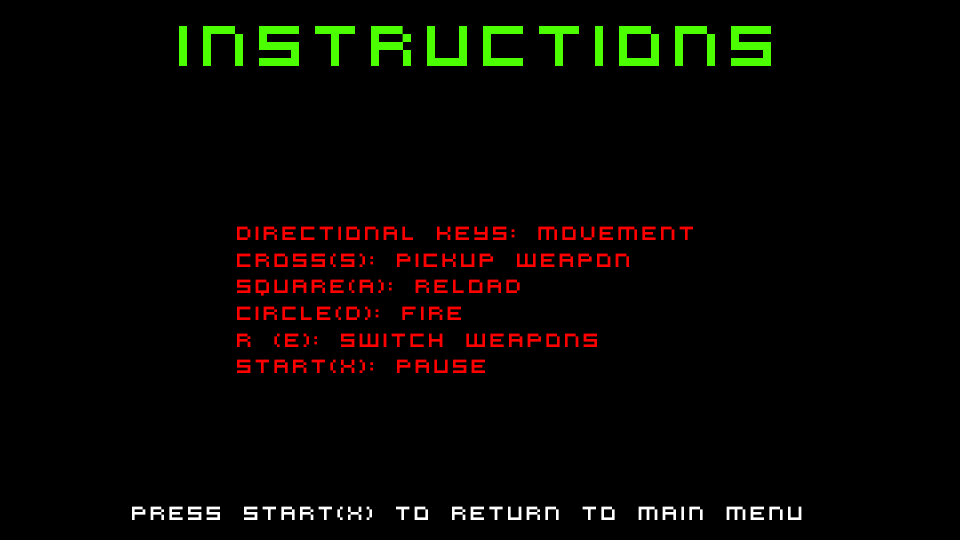 INSTRUCTIONS
DIRECTIONAL KEYS: MOVEMENT
CROSS(S): PICKUP WEAPON
SQUARE(A): RELOAD
CIRCLE(D): FIRE
R (E): SWITCH WEAPONS
START(X): PAUSE
PRESS START(X) TO RETURN TO MAIN MENU